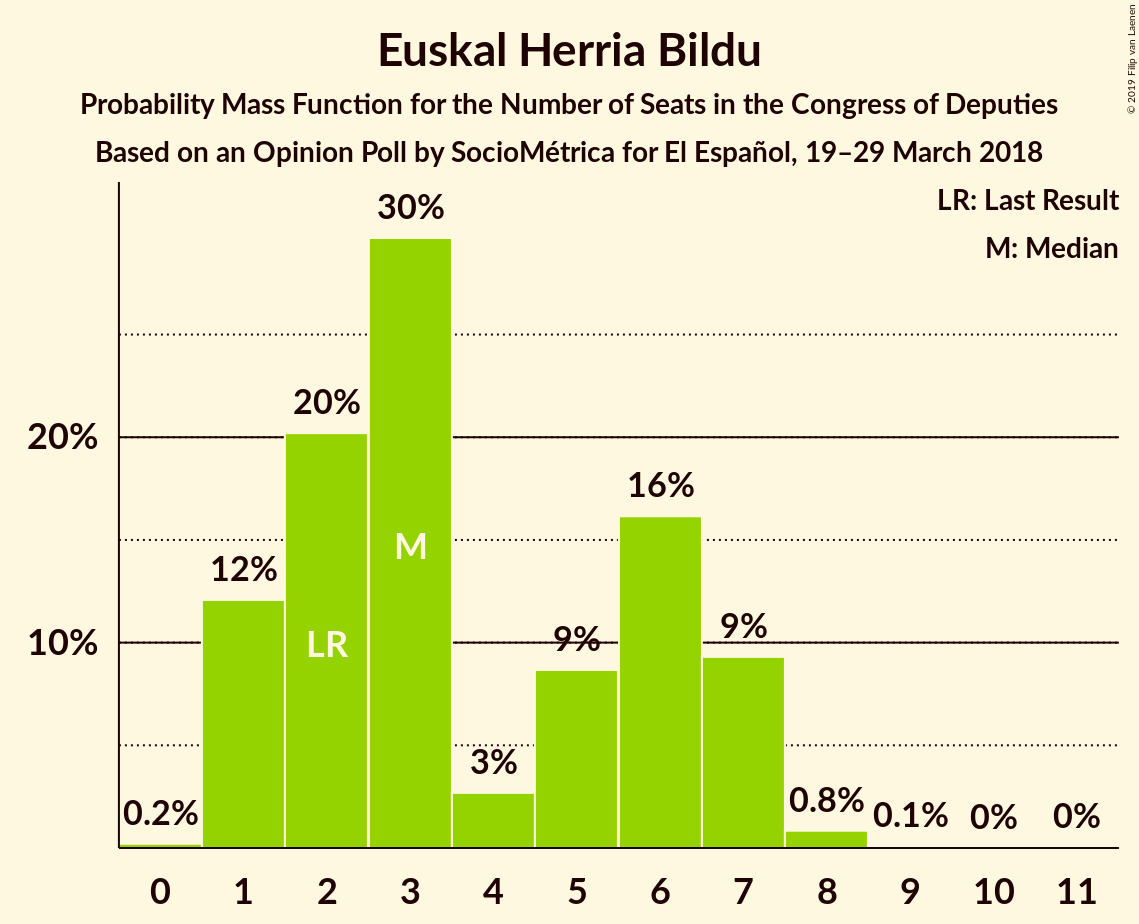 Euskal Herria Bildu
Probability Mass Function for the Number of Seats in the Congress of Deputies
Based on an Opinion Poll by SocioMétrica for El Español, 19–29 March 2018
© 2019 Filip van Laenen
LR: Last Result
M: Median
30%
20%
20%
16%
M
12%
9%
9%
10%
LR
3%
0.2%
0.8%
0.1%
0%
0%
0 1 2 3 4 5 6 7 8 9 10 11